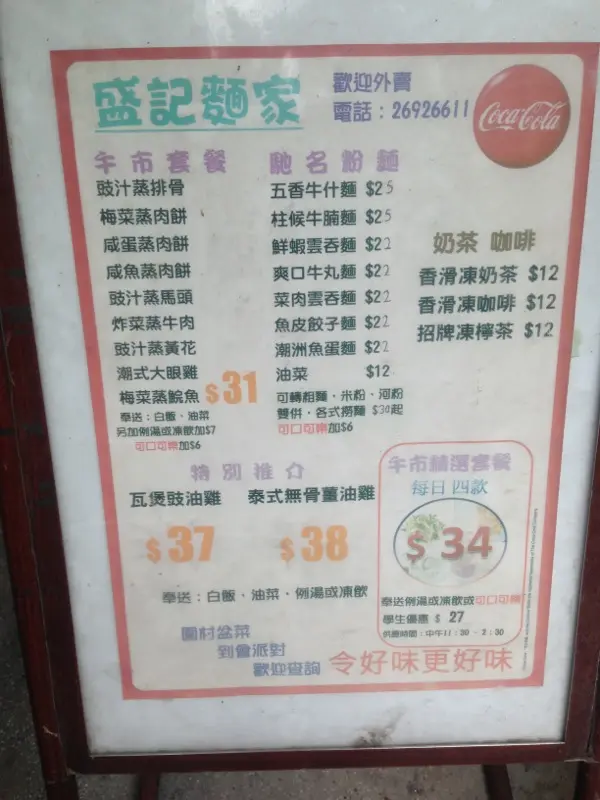 盛記麵家
歡迎外賣
電話：26926611
Coca-Cola
午市套餐
豉汁蒸排骨
梅菜蒸肉餅
咸蛋蒸肉餅
咸魚蒸肉餅
豉汁蒸馬頭
炸菜蒸牛肉
豉汁蒸黃花
潮式大眼雞
梅菜蒸鯇魚 $31
奉送：白飯、油菜
另加例湯或凍飲加$7
可口可樂加$6
馳名粉麵
五香牛什麵 $25
柱候牛腩麵 $25
鮮蝦雲吞麵 $22
爽口牛丸麵 $22
菜肉雲吞麵 $22
魚皮餃子麵 $22
潮洲魚蛋麵 $22
油菜 $12
可轉粗麵、米粉、河粉
雙併、各式撈麵 $30起
可口可樂加$6
奶茶 咖啡
香滑凍奶茶 $12
香滑凍咖啡 $12
招牌凍檸茶 $12
特別推介
瓦煲豉油雞 泰式無骨薑油雞
$37 $38
奉送：白飯、油菜、例湯或凍飲
圍村盆菜
到會派對
歡迎查詢
午市精選套餐
每日四款
$34
奉送例湯或凍飲或可口可樂
學生優惠 $ 27
供應時間：中午11：30 - 2：30
令好味更好味